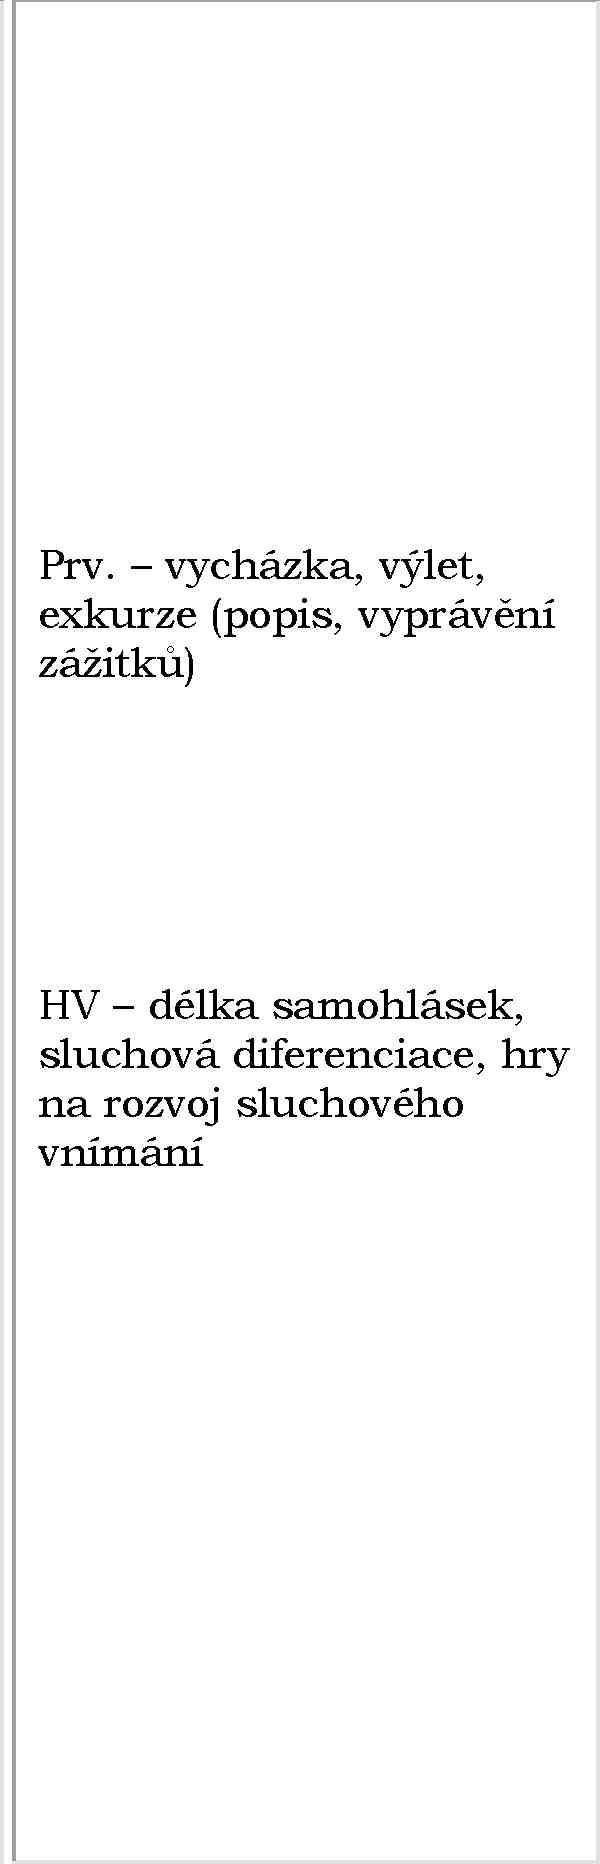 Prv. – vycházka, výlet,
exkurze (popis, vyprávění
zážitků)
HV – délka samohlásek,
sluchová diferenciace, hry
na rozvoj sluchového
vnímání